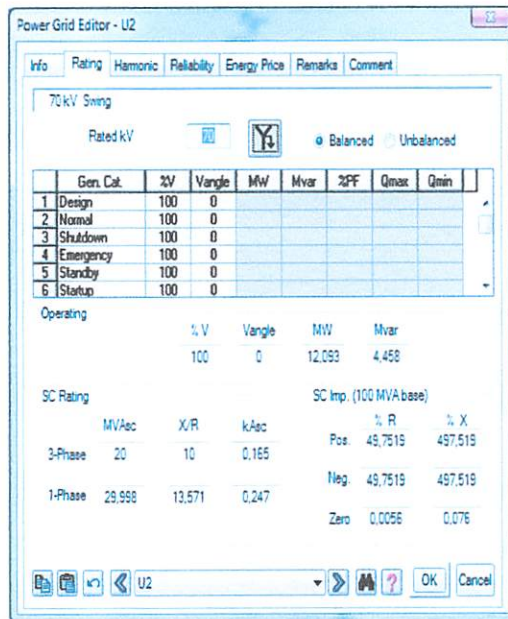 Power Grid Editor - U2
Info Rating Harmonic Reliability Energy Price Remarks Comment
70 kV Swing
Rated kV 70 Balanced Unbalanced
Gen. Cat. %V Vangle MW Mvar %PF Qmax Qmin
1 Design 100 0
2 Normal 100 0
3 Shutdown 100 0
4 Emergency 100 0
5 Standby 100 0
6 Startup 100 0
Operating
% V Vangle MW Mvar
100 0 12,093 4,458
SC Rating SC Imp. (100 MVA base)
MVAsc X/R kAsc % R % X
3-Phase 20 10 0,165 Pos. 49,7519 497,519
Neg. 49,7519 497,519
1-Phase 29,998 13,571 0,247
Zero 0,0056 0,076
U2 ? OK Cancel